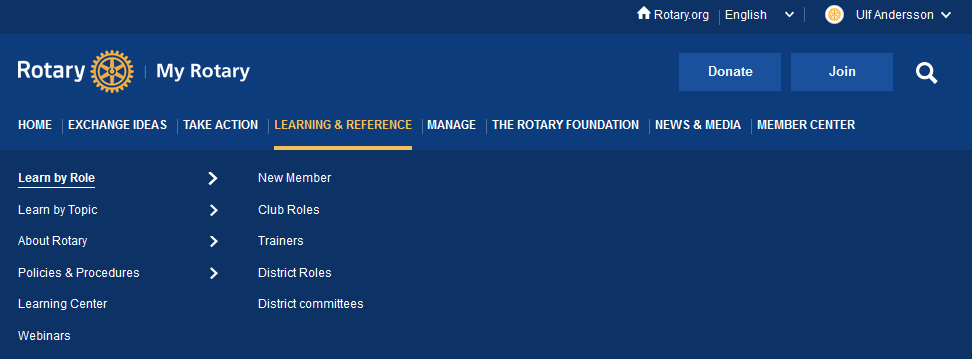 Rotary.org English Ulf Andersson
Rotary My Rotary Donate Join
HOME EXCHANGE IDEAS TAKE ACTION LEARNING & REFERENCE MANAGE THE ROTARY FOUNDATION NEWS & MEDIA MEMBER CENTER
Learn by Role New Member
Learn by Topic Club Roles
About Rotary Trainers
Policies & Procedures District Roles
Learning Center District committees
Webinars